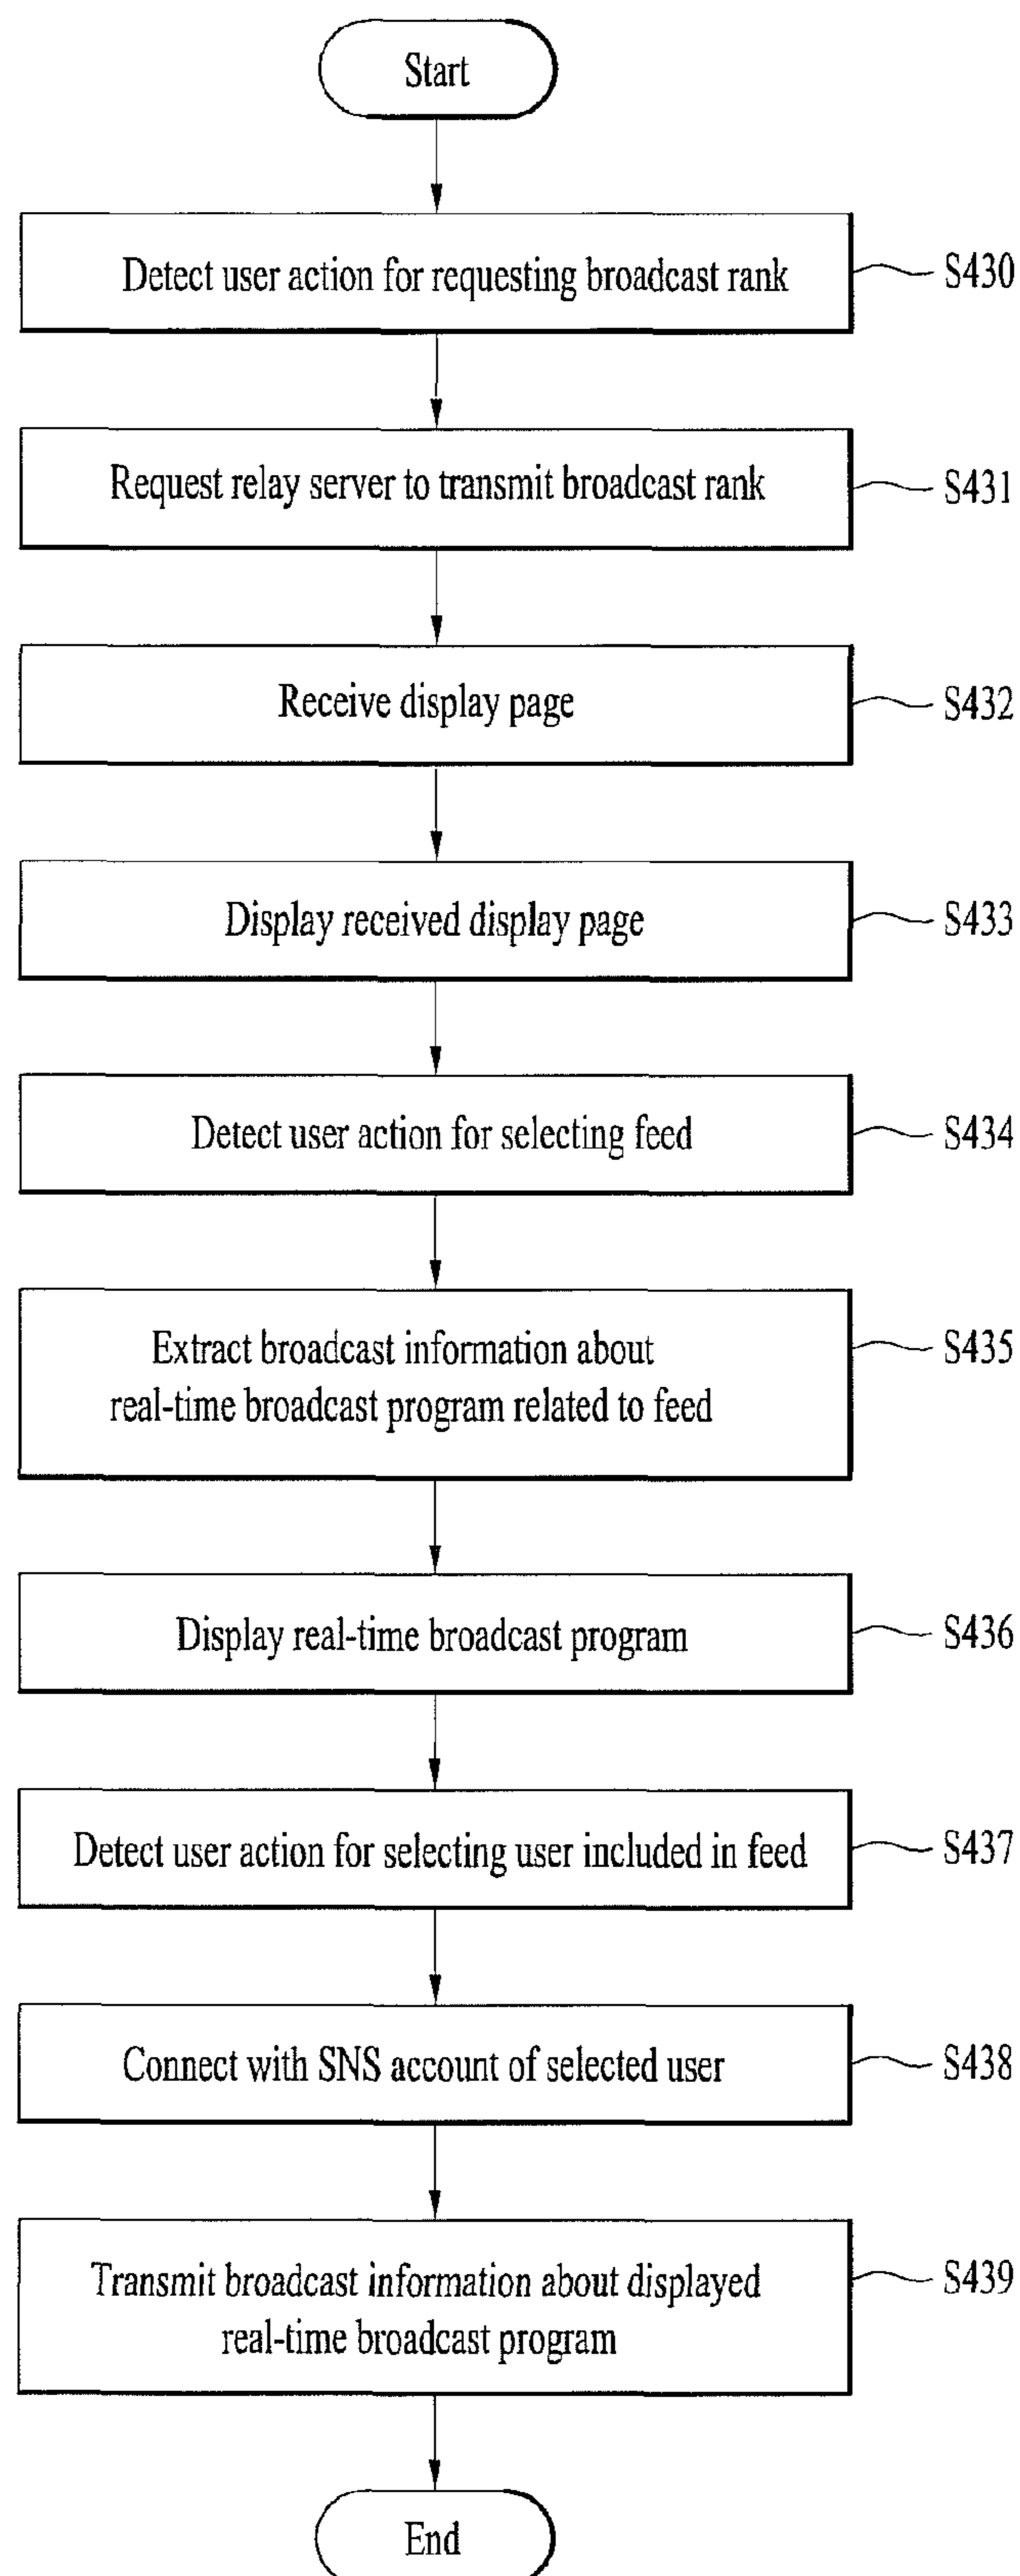 Start
Detect user action for requesting broadcast rank
S430
Request relay server to transmit broadcast rank
S431
Receive display page
S432
Display received display page
S433
Detect user action for selecting feed
S434
Extract broadcast information about
real-time broadcast program related to feed
S435
Display real-time broadcast program
S436
Detect user action for selecting user included in feed
S437
Connect with SNS account of selected user
S438
Transmit broadcast information about displayed
real-time broadcast program
S439
End